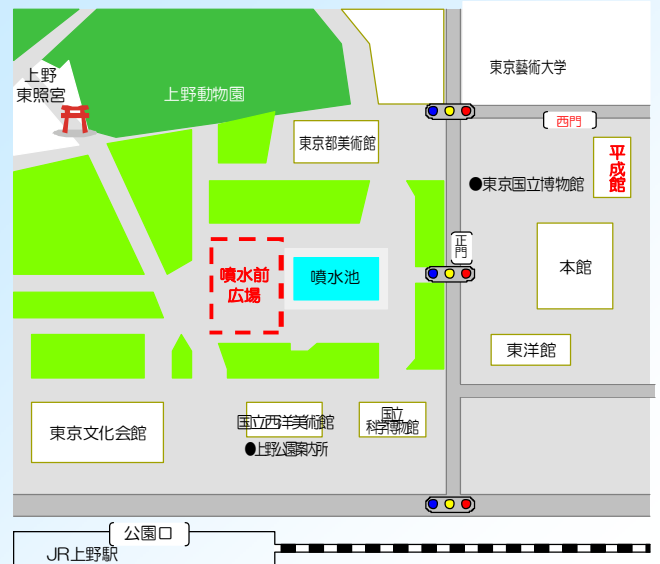 上野
東照宮
上野動物園
東京藝術大学
西門
東京都美術館
平成館
●東京国立博物館
正門
本館
噴水前
広場
噴水池
東洋館
東京文化会館
国立西洋美術館
●上野公園案内所
国立
科学博物館
公園口
JR上野駅